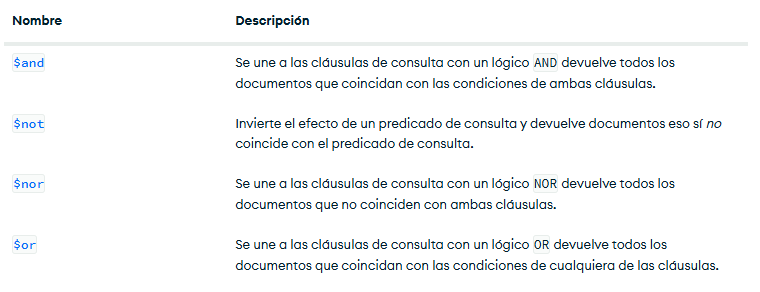 Nombre Descripción
$and Se une a las cláusulas de consulta con un lógico AND devuelve todos los
documentos que coincidan con las condiciones de ambas cláusulas.
$not Invierte el efecto de un predicado de consulta y devuelve documentos eso sí no
coincide con el predicado de consulta.
$nor Se une a las cláusulas de consulta con un lógico NOR devuelve todos los
documentos que no coinciden con ambas cláusulas.
$or Se une a las cláusulas de consulta con un lógico OR devuelve todos los
documentos que coincidan con las condiciones de cualquiera de las cláusulas.